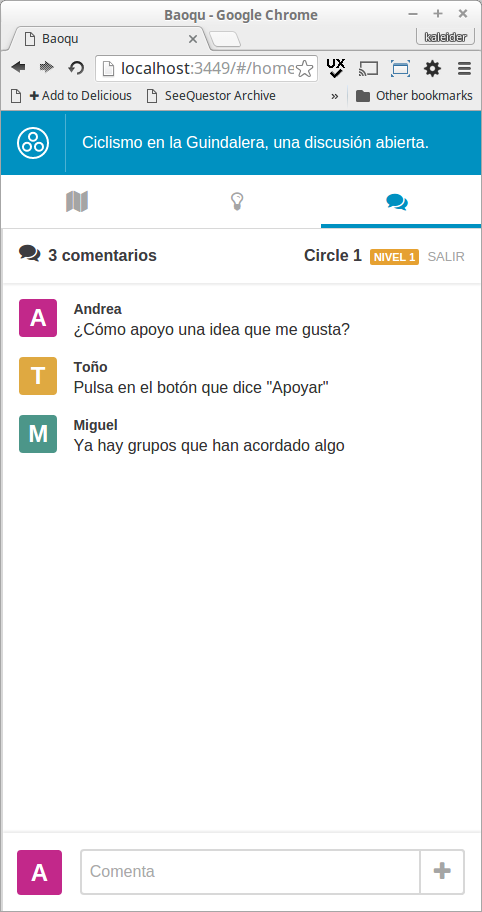 Baoqu - Google Chrome
Baoqu
kaleider
localhost:3449/#/home
UX
Add to Delicious
SeeQuestor Archive
»
Other bookmarks
Ciclismo en la Guindalera, una discusión abierta.
3 comentarios
Circle 1 NIVEL 1 SALIR
A
Andrea
¿Cómo apoyo una idea que me gusta?
T
Toño
Pulsa en el botón que dice "Apoyar"
M
Miguel
Ya hay grupos que han acordado algo
A
Comenta